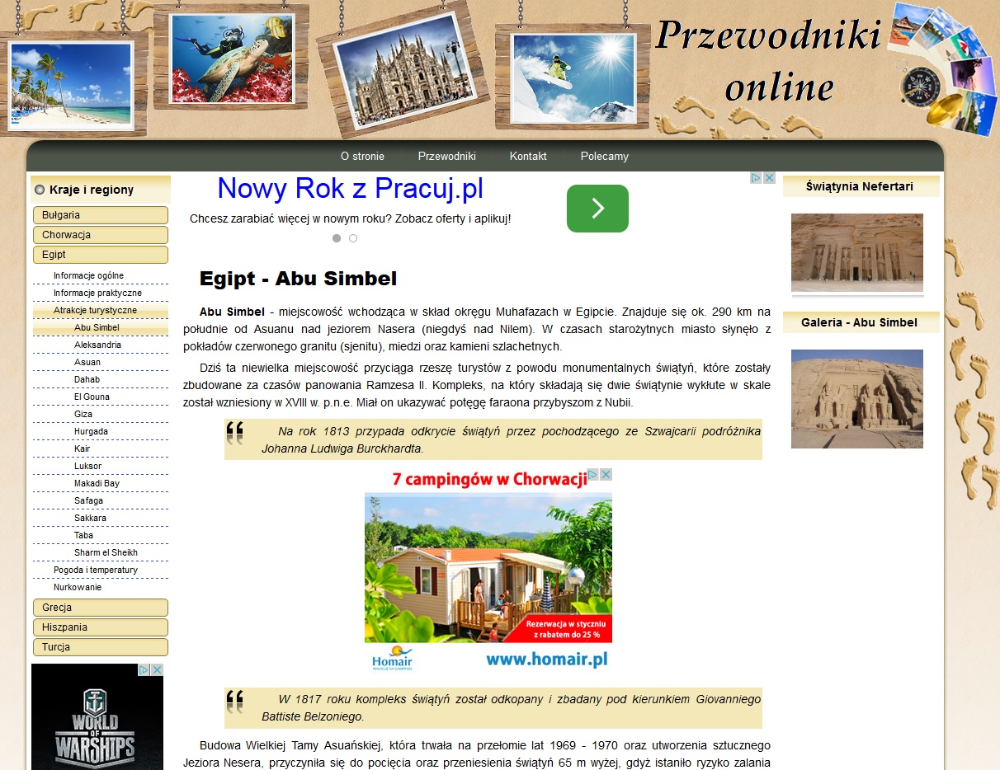 Przewodniki
online
O stronie
Przewodniki
Kontakt
Polecamy
Kraje i regiony
Bułgaria
Chorwacja
Egipt
Informacje ogólne
Informacje praktyczne
Atrakcje turystyczne
Abu Simbel
Aleksandria
Asuan
Dahab
El Gouna
Giza
Hurgada
Kair
Luksor
Makadi Bay
Safaga
Sakkara
Taba
Sharm el Sheikh
Pogoda i temperatury
Nurkowanie
Grecja
Hiszpania
Turcja
WORLD
OF
WARSHIPS
Nowy Rok z Pracuj.pl
Chcesz zarabiać więcej w nowym roku? Zobacz oferty i aplikuj!
Egipt - Abu Simbel
Abu Simbel - miejscowość wchodząca w skład okręgu Muhafazach w Egipcie. Znajduje się ok. 290 km na
południe od Asuanu nad jeziorem Nasera (niegdyś nad Nilem). W czasach starożytnych miasto słynęło z
pokładów czerwonego granitu (sjenitu), miedzi oraz kamieni szlachetnych.
Dziś ta niewielka miejscowość przyciąga rzeszę turystów z powodu monumentalnych świątyń, które zostały
zbudowane za czasów panowania Ramzesa II. Kompleks, na który składają się dwie świątynie wykłute w skale
został wzniesiony w XVIII w. p.n.e. Miał on ukazywać potęgę faraona przybyszom z Nubii.
Na rok 1813 przypada odkrycie świątyń przez pochodzącego ze Szwajcarii podróżnika
Johanna Ludwiga Burckhardta.
7 campingów w Chorwacji
Rezerwacja w styczniu
z rabatem do 25 %
Homair
www.homair.pl
W 1817 roku kompleks świątyń został odkopany i zbadany pod kierunkiem Giovanniego
Battiste Belzoniego.
Budowa Wielkiej Tamy Asuańskiej, która trwała na przełomie lat 1969 - 1970 oraz utworzenia sztucznego
Jeziora Nesera, przyczyniła się do pocięcia oraz przeniesienia świątyń 65 m wyżej, gdyż istaniło ryzyko zalania
Świątynia Nefertari
Galeria - Abu Simbel